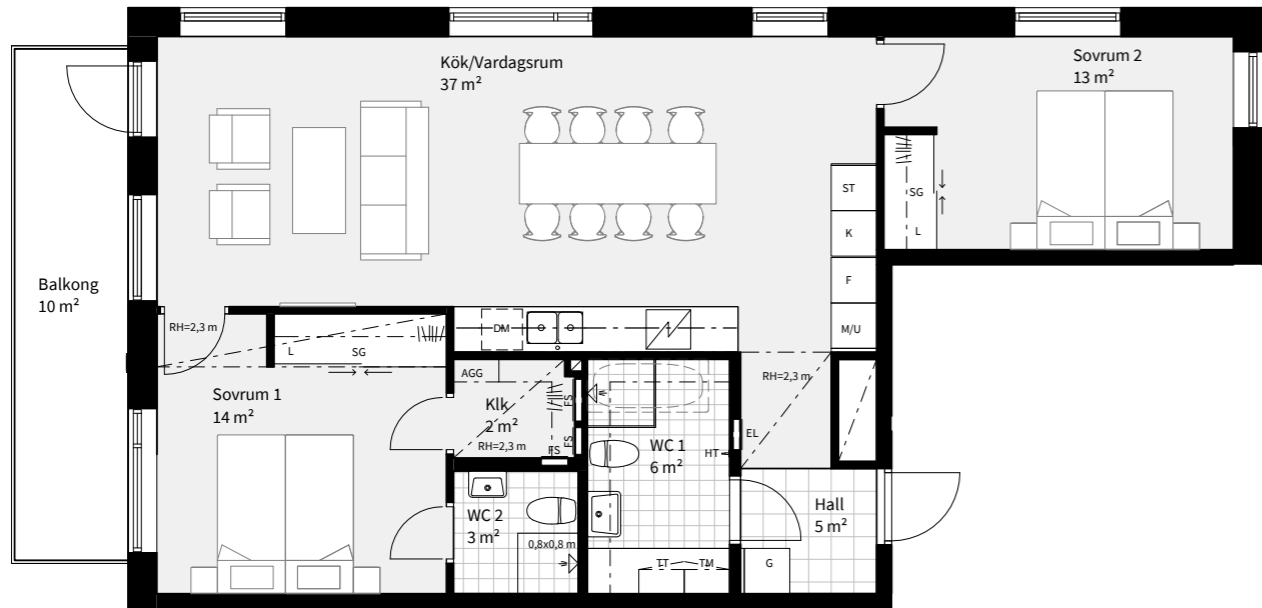 Kök/Vardagsrum
37 m²
Sovrum 2
13 m²
ST
SG
K
L
F
Balkong
10 m²
M/U
RH=2,3 m
DM
L
SG
AGG
RH=2,3 m
Sovrum 1
14 m²
Klk
2 m²
FS
FS
EL
RH=2,3 m
FS
WC 1
6 m²
HT
WC 2
3 m²
Hall
5 m²
0,8x0,8 m
TT
TM
G